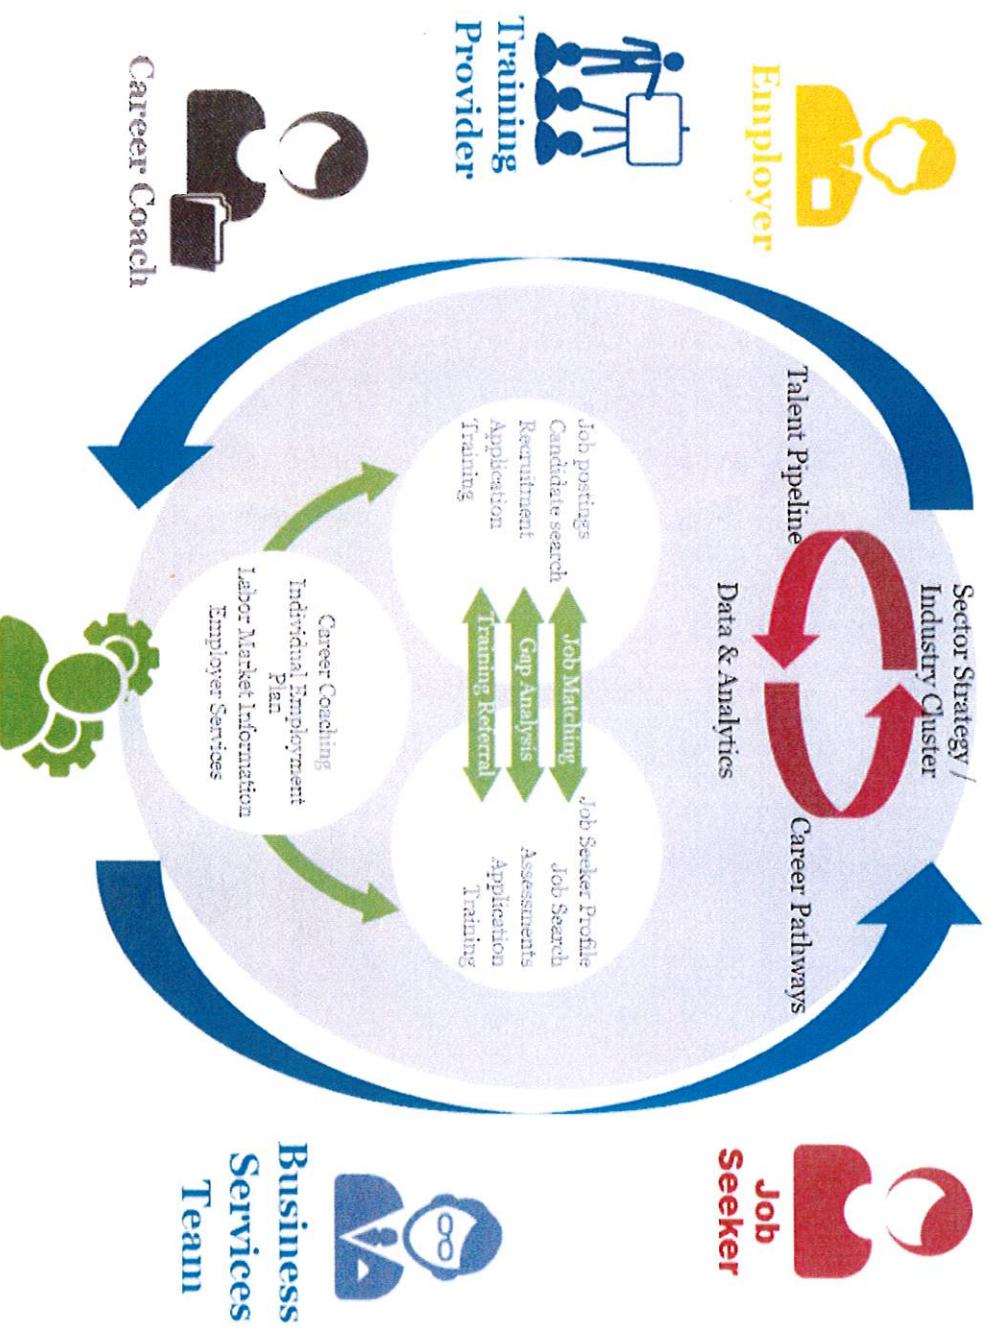 Sector Strategy /
Industry Cluster
Talent Pipeline
Career Pathways
Data & Analytics
Employer
Job
Seeker
Training
Provider
Job postings
Candidate search
Recruitment
Application
Training
Job Matching
Gap Analysis
Training Referral
Job Seeker Profile
Job Search
Assessments
Application
Training
Career Coaching
Individual Employment
Plan
Labor Market Information
Employer Services
Career Coach
Business
Services
Team